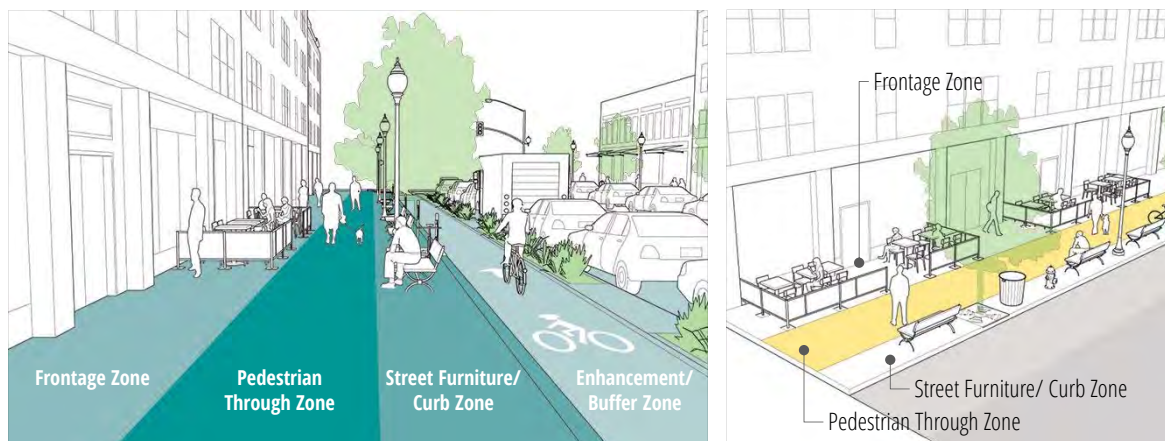 Frontage Zone
Pedestrian
Through Zone
Street Furniture/
Curb Zone
Enhancement/
Buffer Zone
Frontage Zone
Street Furniture/ Curb Zone
Pedestrian Through Zone